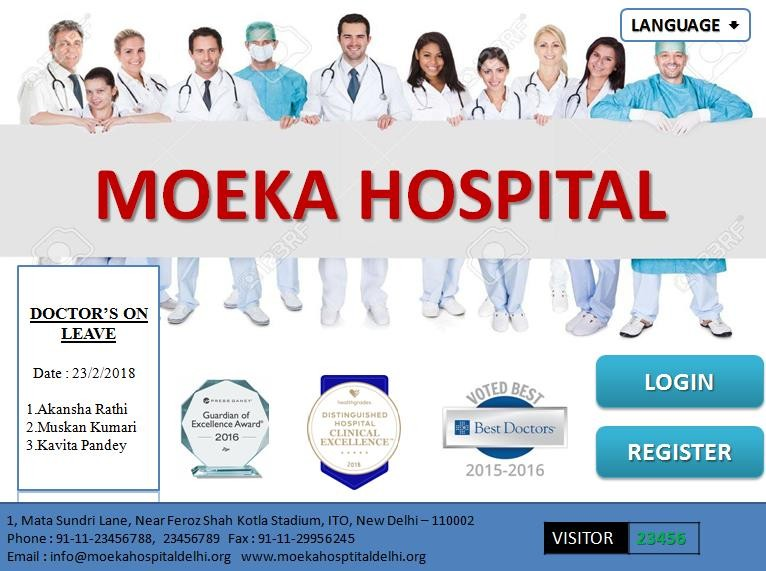 LANGUAGE
MOEKA HOSPITAL
DOCTOR'S ON
LEAVE
Date : 23/2/2018
1.Akansha Rathi
2.Muskan Kumari
3.Kavita Pandey
PRESS GANEY
Guardian of
Excellence Award
2016
healthgrades
DISTINGUISHED
HOSPITAL
CLINICAL
EXCELLENCE™
2016
VOTED BEST
Best Doctors®
2015-2016
LOGIN
REGISTER
1, Mata Sundri Lane, Near Feroz Shah Kotla Stadium, ITO, New Delhi – 110002
Phone : 91-11-23456788, 23456789 Fax : 91-11-29956245
Email : info@moekahospitaldelhi.org www.moekahosptitaldelhi.org
VISITOR 23456